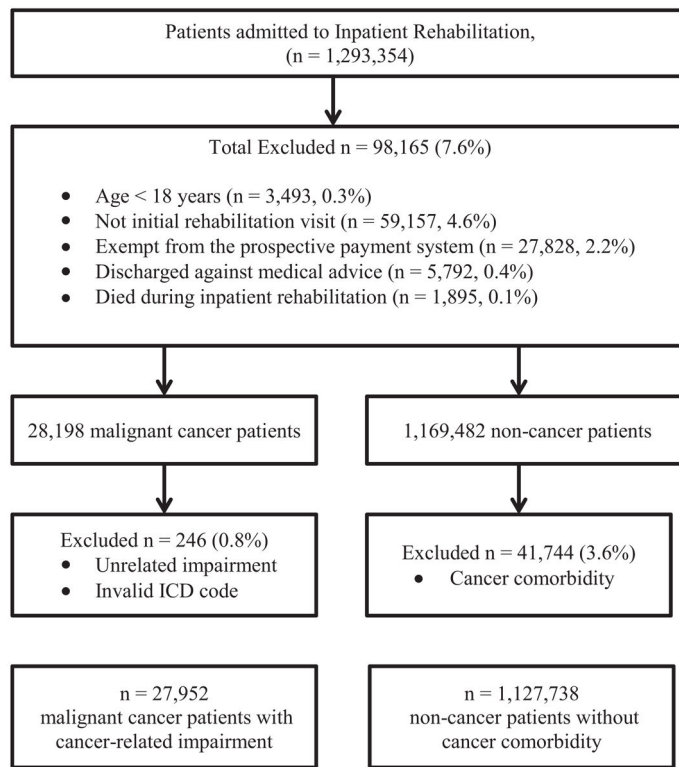 Patients admitted to Inpatient Rehabilitation,
(n = 1,293,354)
Total Excluded n = 98,165 (7.6%)
• Age < 18 years (n = 3,493, 0.3%)
• Not initial rehabilitation visit (n = 59,157, 4.6%)
• Exempt from the prospective payment system (n = 27,828, 2.2%)
• Discharged against medical advice (n = 5,792, 0.4%)
• Died during inpatient rehabilitation (n = 1,895, 0.1%)
28,198 malignant cancer patients
1,169,482 non-cancer patients
Excluded n = 246 (0.8%)
• Unrelated impairment
• Invalid ICD code
Excluded n = 41,744 (3.6%)
• Cancer comorbidity
n = 27,952
malignant cancer patients with
cancer-related impairment
n = 1,127,738
non-cancer patients without
cancer comorbidity